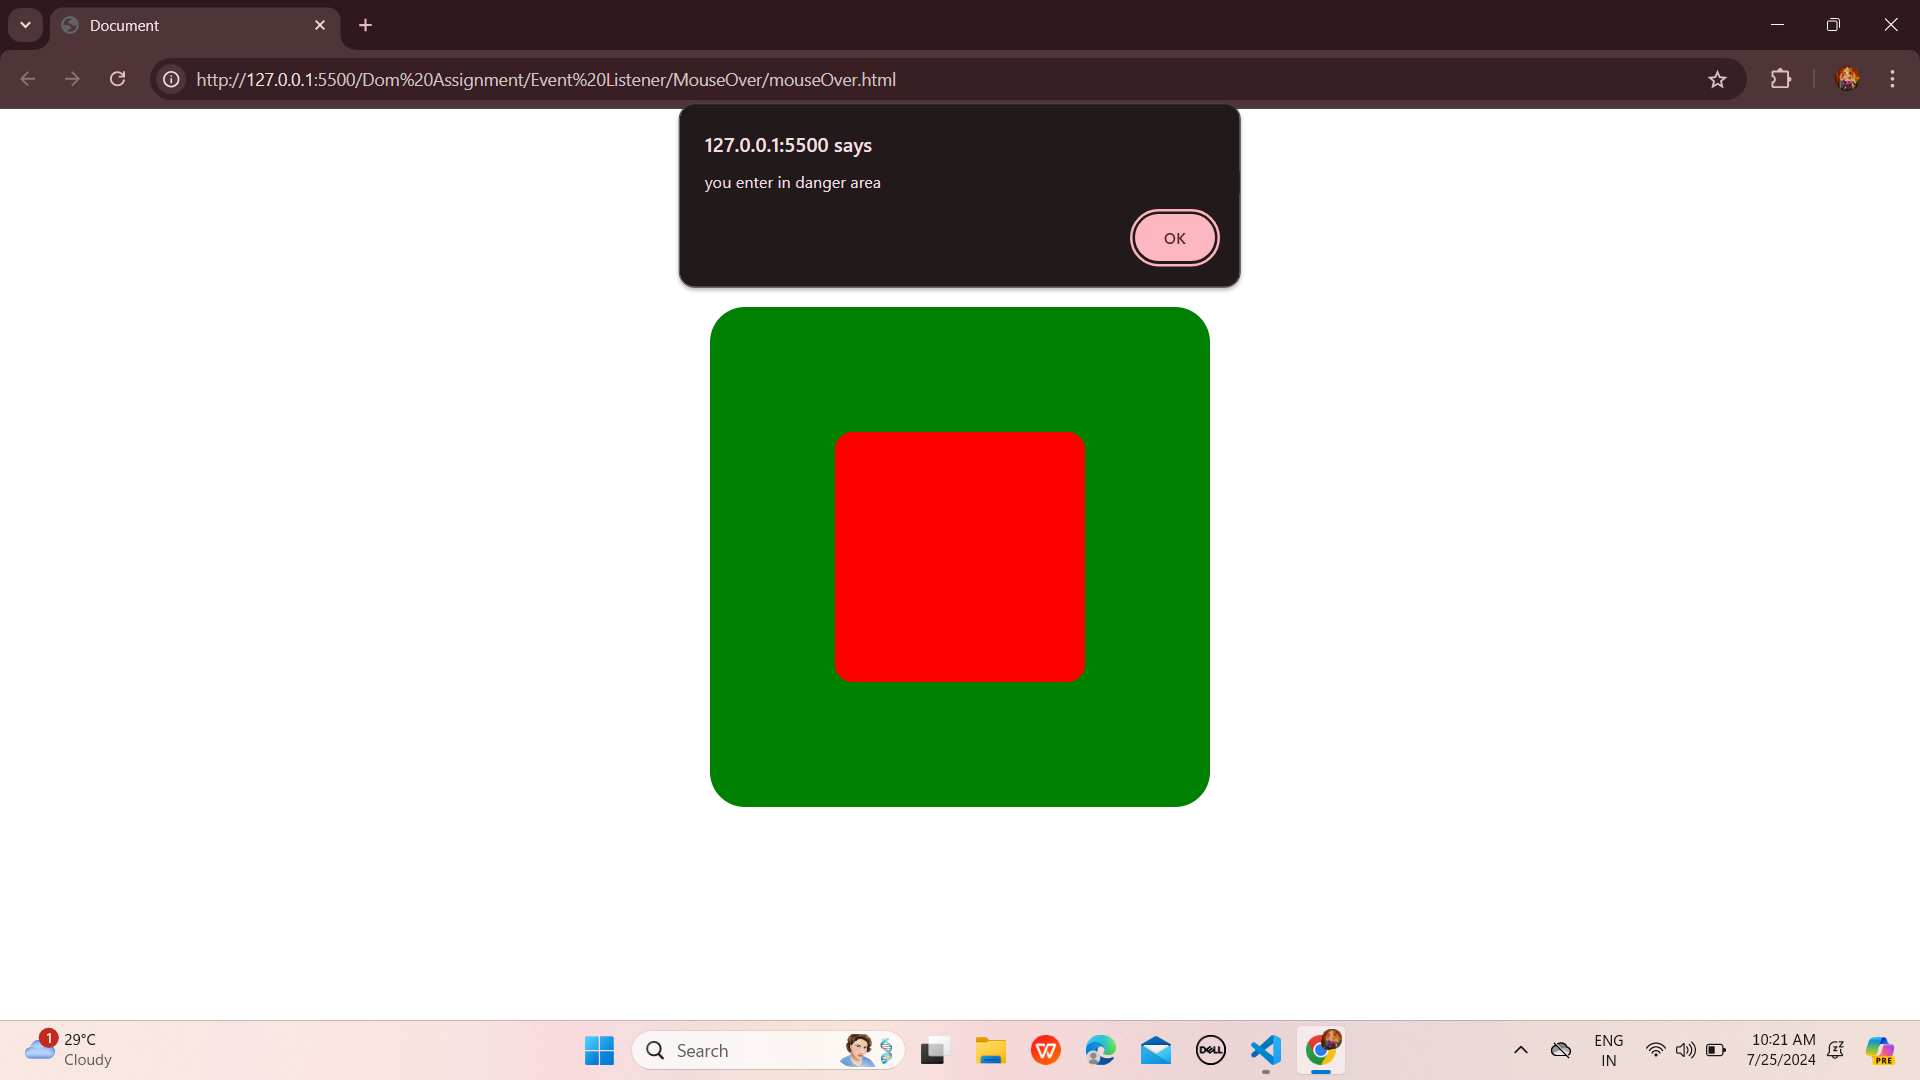 Document
http://127.0.0.1:5500/Dom%20Assignment/Event%20Listener/MouseOver/mouseOver.html
127.0.0.1:5500 says
you enter in danger area
OK
1
29°C
Cloudy
Search
W
DELL
ENG
IN
10:21 AM
7/25/2024
PRE